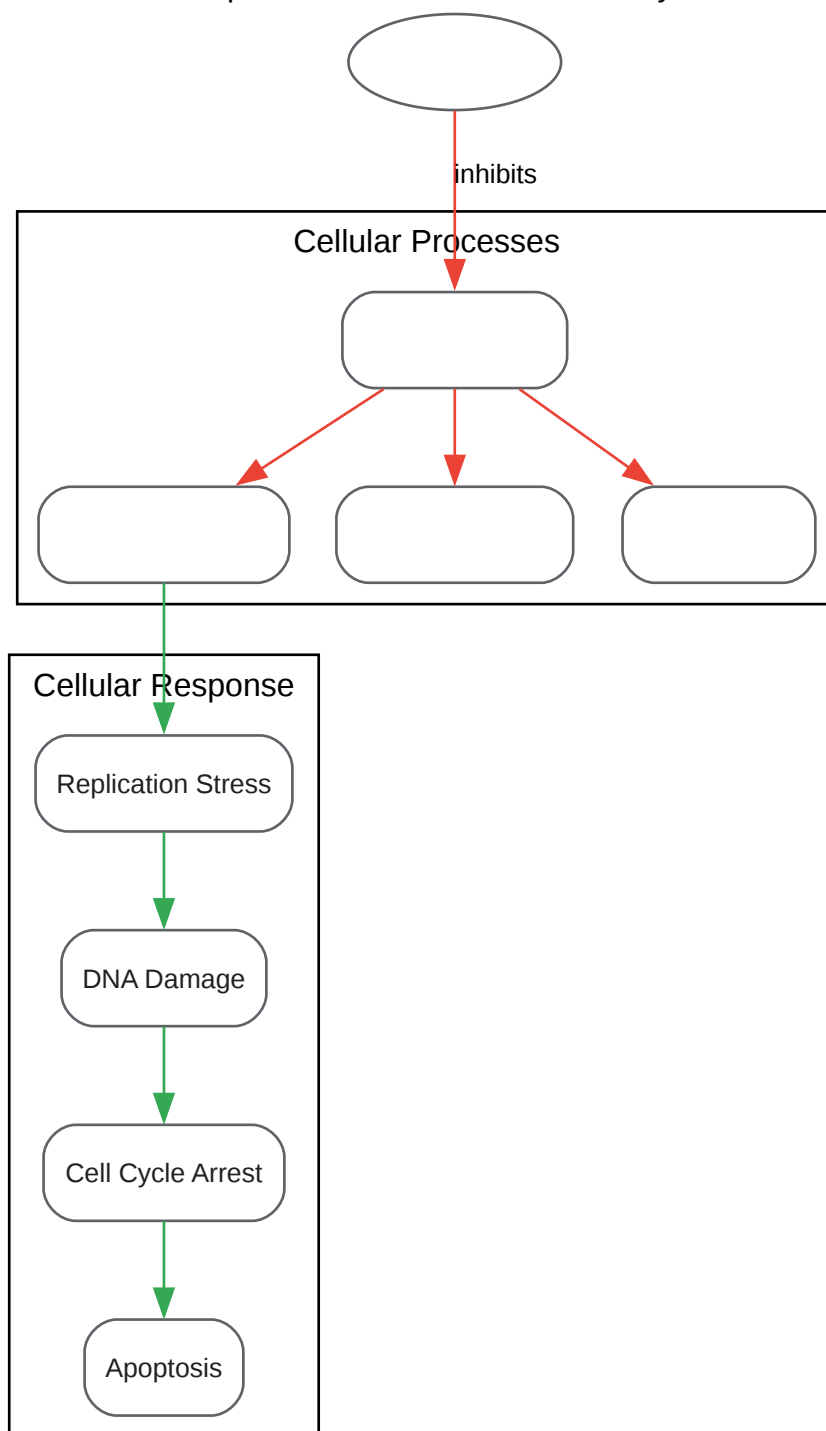 inhibits
Cellular Processes
Cellular Response
Replication Stress
DNA Damage
Cell Cycle Arrest
Apoptosis